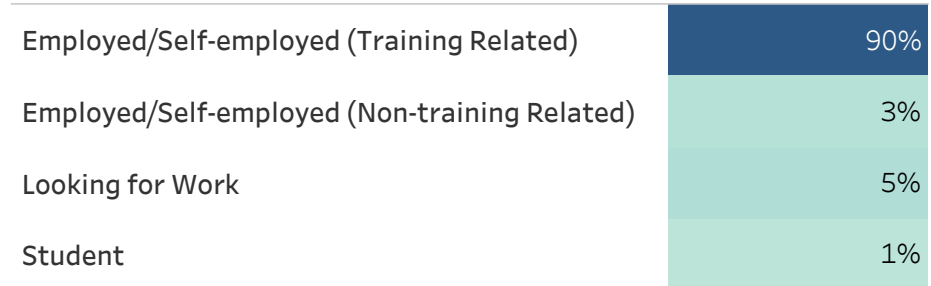 Employed/Self-employed (Training Related) 90%
Employed/Self-employed (Non-training Related) 3%
Looking for Work 5%
Student 1%